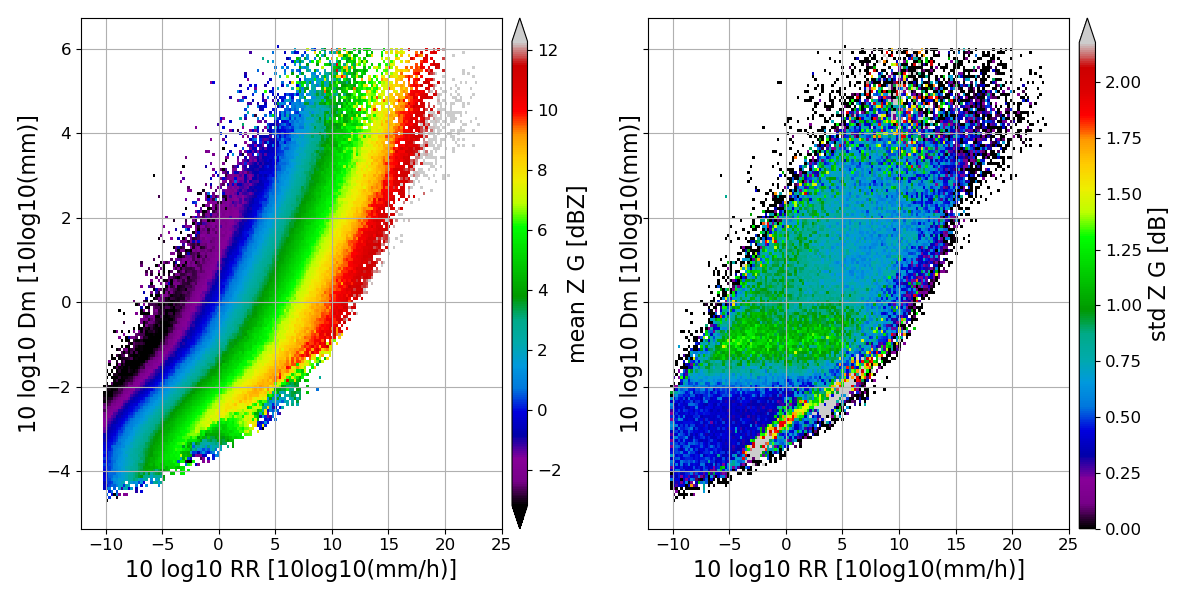 6
4
2
0
−2
−4
10 log10 Dm [10log10(mm)]
−10 −5 0 5 10 15 20 25
10 log10 RR [10log10(mm/h)]
12
10
8
6
4
2
0
−2
mean Z G [dBZ]
10 log10 Dm [10log10(mm)]
−10 −5 0 5 10 15 20 25
10 log10 RR [10log10(mm/h)]
2.00
1.75
1.50
1.25
1.00
0.75
0.50
0.25
0.00
std Z G [dB]